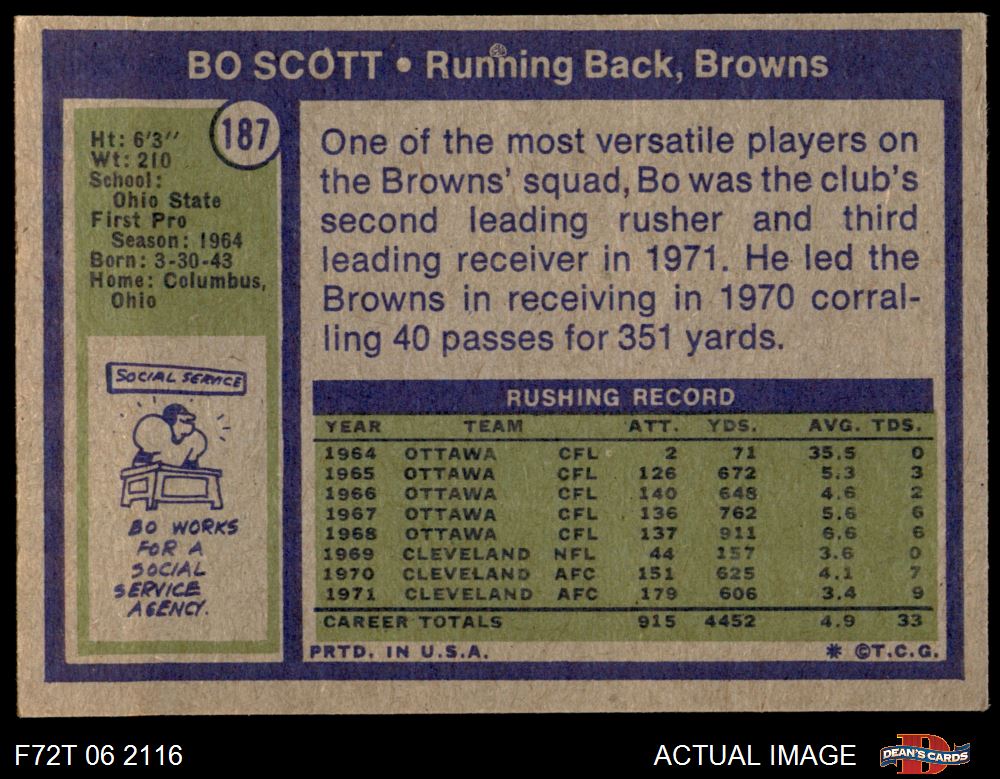 BO SCOTT • Running Back, Browns
187
Ht: 6'3''
Wt: 210
School:
Ohio State
First Pro
Season: 1964
Born: 3-30-43
Home: Columbus,
Ohio
SOCIAL SERVICE
BO WORKS
FOR A
SOCIAL
SERVICE
AGENCY.
One of the most versatile players on
the Browns' squad, Bo was the club's
second leading rusher and third
leading receiver in 1971. He led the
Browns in receiving in 1970 corral-
ling 40 passes for 351 yards.
RUSHING RECORD
YEAR TEAM ATT. YDS. AVG. TDS.
1964 OTTAWA CFL 2 71 35.5 0
1965 OTTAWA CFL 126 672 5.3 3
1966 OTTAWA CFL 140 648 4.6 2
1967 OTTAWA CFL 136 762 5.6 6
1968 OTTAWA CFL 137 911 6.6 6
1969 CLEVELAND NFL 44 157 3.6 0
1970 CLEVELAND AFC 151 625 4.1 7
1971 CLEVELAND AFC 179 606 3.4 9
CAREER TOTALS 915 4452 4.9 33
PRTD. IN U.S.A. * ©T.C.G.
F72T 06 2116 ACTUAL IMAGE DEAN'S CARDS